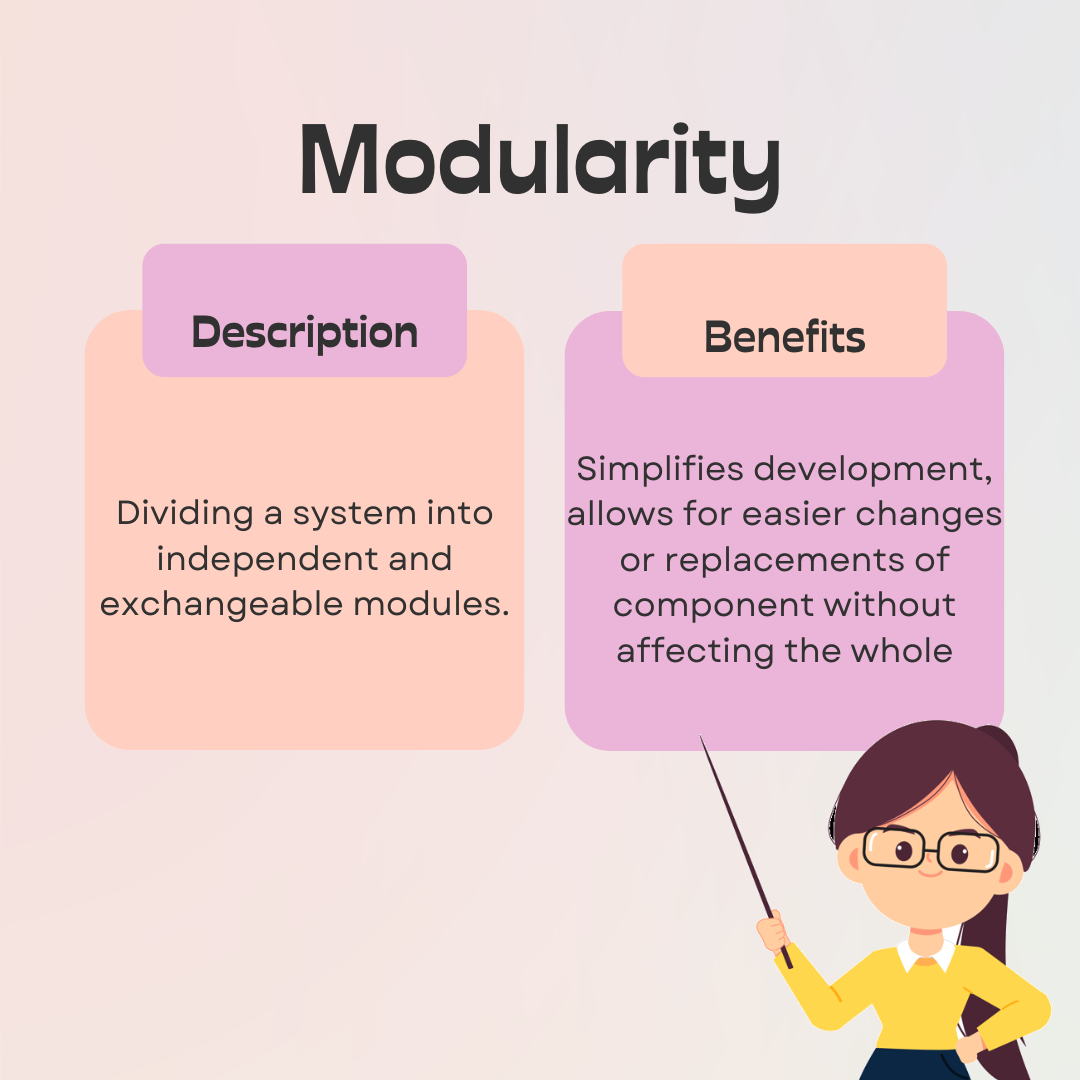 Modularity
Description
Dividing a system into
independent and
exchangeable modules.
Benefits
Simplifies development,
allows for easier changes
or replacements of
component without
affecting the whole